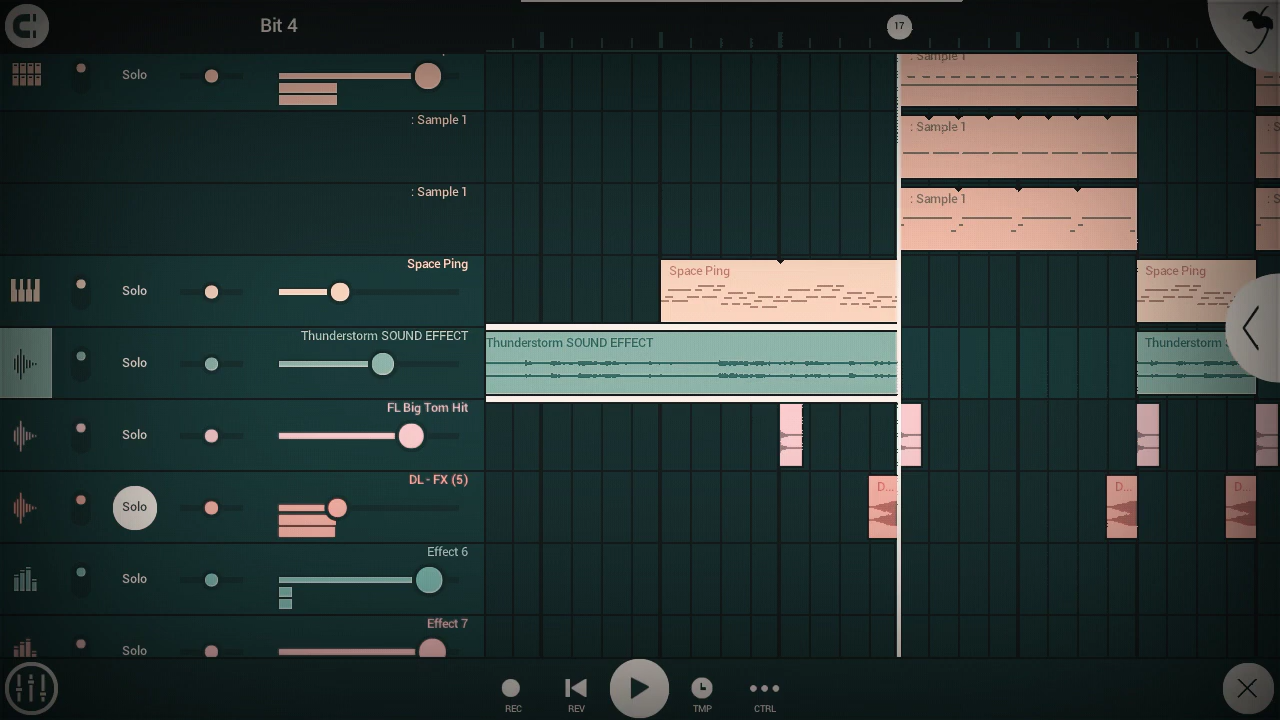 Bit 4
17
Solo
: Sample 1
: Sample 1
: Sample 1
: Sample 1
: Sample 1
Space Ping
Solo
Space Ping
Space Ping
Thunderstorm SOUND EFFECT
Solo
Thunderstorm SOUND EFFECT
Thunderstorm S
FL Big Tom Hit
Solo
DL - FX (5)
Solo
D...
D...
D...
Effect 6
Solo
Effect 7
Solo
REC
REV
TMP
CTRL